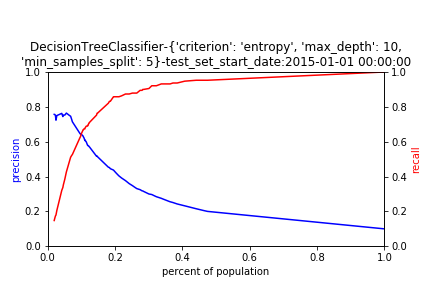 DecisionTreeClassifier-{'criterion': 'entropy', 'max_depth': 10,
'min_samples_split': 5}-test_set_start_date:2015-01-01 00:00:00
1.0
0.8
0.6
0.4
0.2
0.0
precision
1.0
0.8
0.6
0.4
0.2
0.0
recall
0.0 0.2 0.4 0.6 0.8 1.0
percent of population